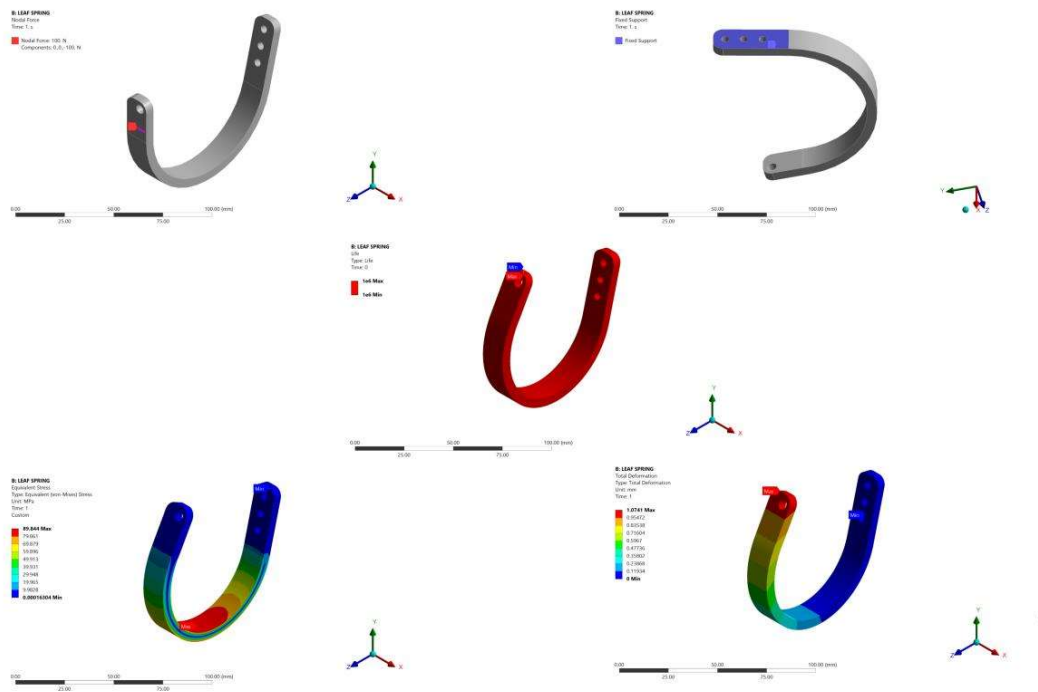 B: LEAF SPRING
Nodal Force
Time: 1. s
Nodal Force: 100. N
Components: 0.,0.,-100. N
Y
Z
X
0.00
50.00
100.00 (mm)
25.00
75.00
B: LEAF SPRING
Fixed Support
Time: 1. s
Fixed Support
Y
X
Z
0.00
50.00
100.00 (mm)
25.00
75.00
B: LEAF SPRING
Life
Type: Life
Time: 0
1e6 Max
1e6 Min
Min
Min
Y
Z
X
0.00
50.00
100.00 (mm)
25.00
75.00
B: LEAF SPRING
Equivalent Stress
Type: Equivalent (von-Mises) Stress
Unit: MPa
Time: 1
Custom
89.844 Max
79.861
69.879
59.896
49.913
39.931
29.948
19.965
9.9828
Min
Y
Z
X
0.00
50.00
100.00 (mm)
25.00
75.00
B: LEAF SPRING
Total Deformation
Type: Total Deformation
Unit: mm
Time: 1
1.0741 Max
0.95472
0.83538
0.71604
0.5967
0.47736
0.35802
0.23868
0.11934
0 Min
Max
Min
Y
Z
X
0.00
50.00
100.00 (mm)
25.00
75.00